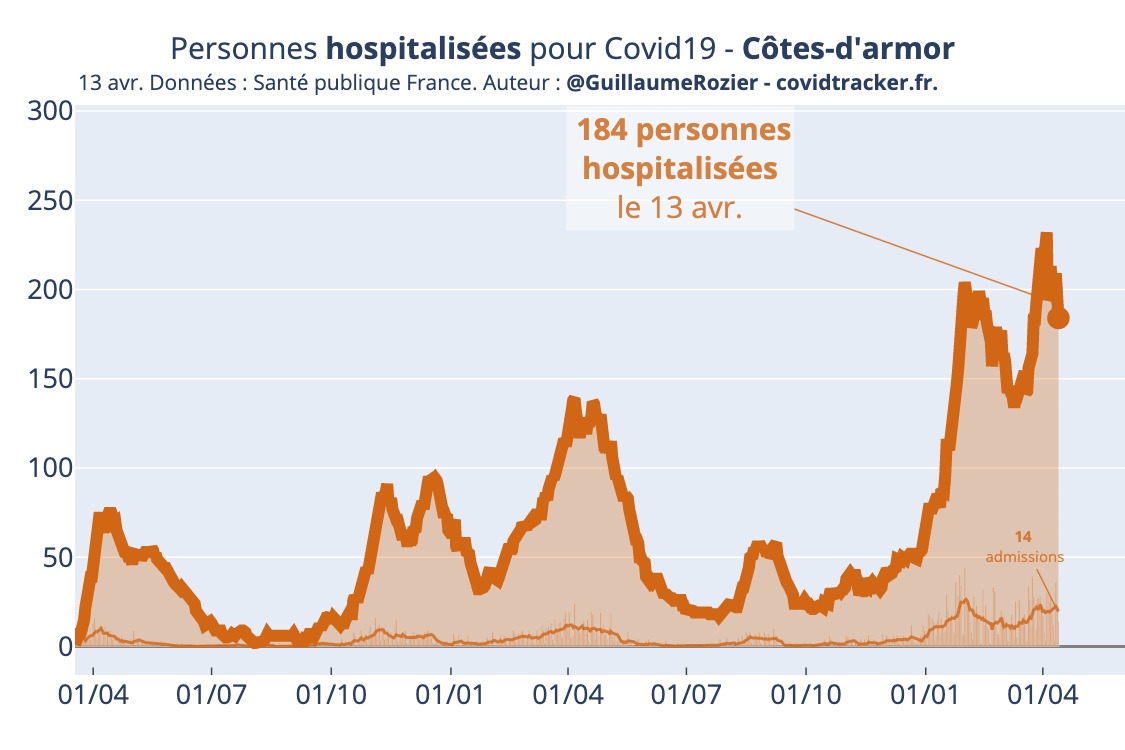 Personnes hospitalisées pour Covid19 - Côtes-d'armor
13 avr. Données : Santé publique France. Auteur : @GuillaumeRozier - covidtracker.fr.
300
184 personnes
hospitalisées
le 13 avr.
250
200
150
100
50
0
14
admissions
01/04 01/07 01/10 01/01 01/04 01/07 01/10 01/01 01/04